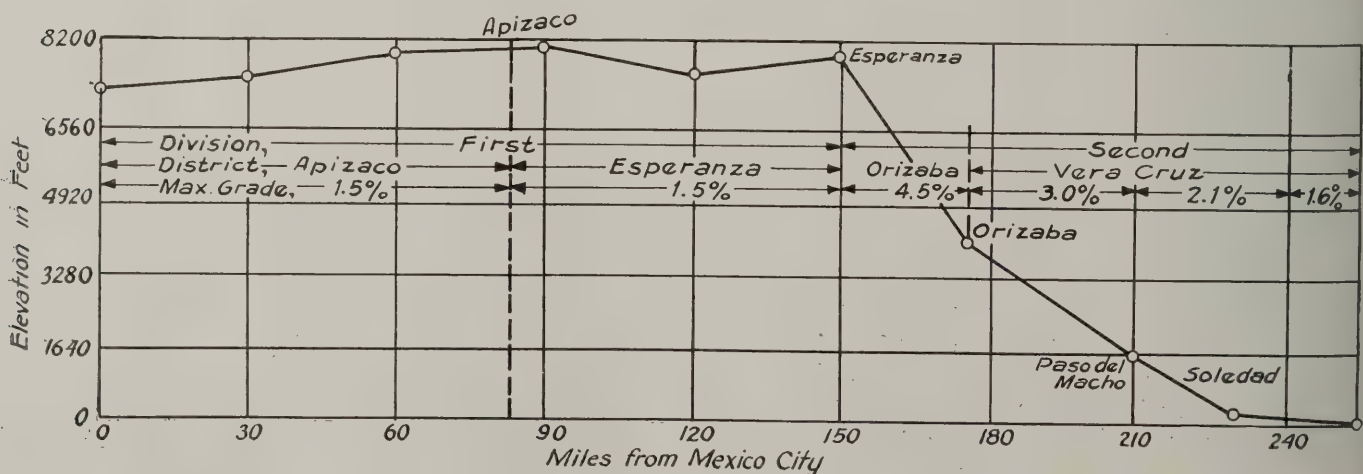 Apizaco
8200
Esperanza
6560
Division, First Second
District, Apizaco Esperanza Orizaba Vera Cruz
Max. Grade, 1.5% 1.5% 4.5% 3.0% 2.1% 1.6%
4920
Orizaba
3280
1640
Paso del
Macho
Soledad
0
0 30 60 90 120 150 180 210 240
Miles from Mexico City
Elevation in Feet